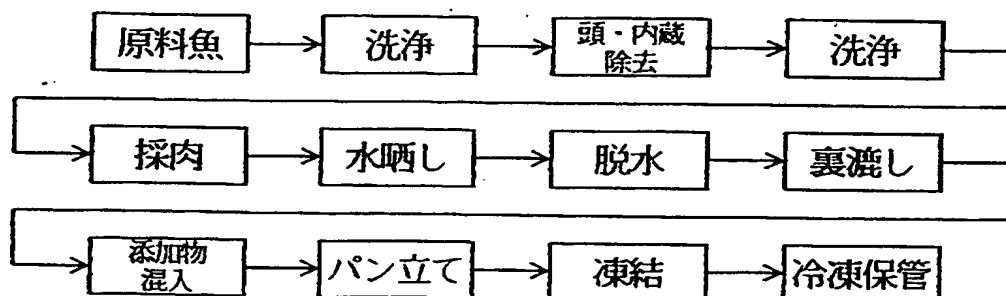 原料魚
洗浄
頭・内蔵
除去
洗浄
採肉
水晒し
脱水
裏漉し
添加物
混入
パン立て
凍結
冷凍保管